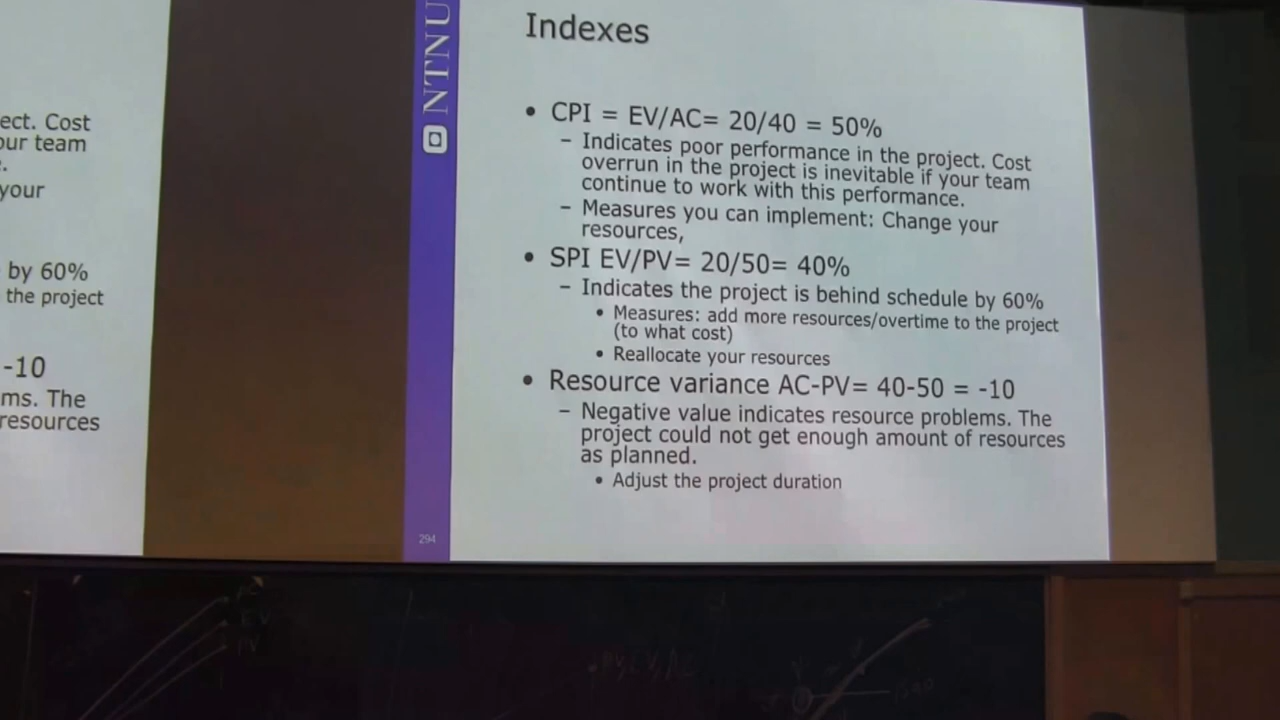 ect. Cost
our team
your
by 60%
the project
-10
ms. The
resources
NTNU
Indexes
• CPI = EV/AC= 20/40 = 50%
– Indicates poor performance in the project. Cost
overrun in the project is inevitable if your team
continue to work with this performance.
– Measures you can implement: Change your
resources,
• SPI EV/PV= 20/50= 40%
– Indicates the project is behind schedule by 60%
• Measures: add more resources/overtime to the project
(to what cost)
• Reallocate your resources
• Resource variance AC-PV= 40-50 = -10
– Negative value indicates resource problems. The
project could not get enough amount of resources
as planned.
• Adjust the project duration
294